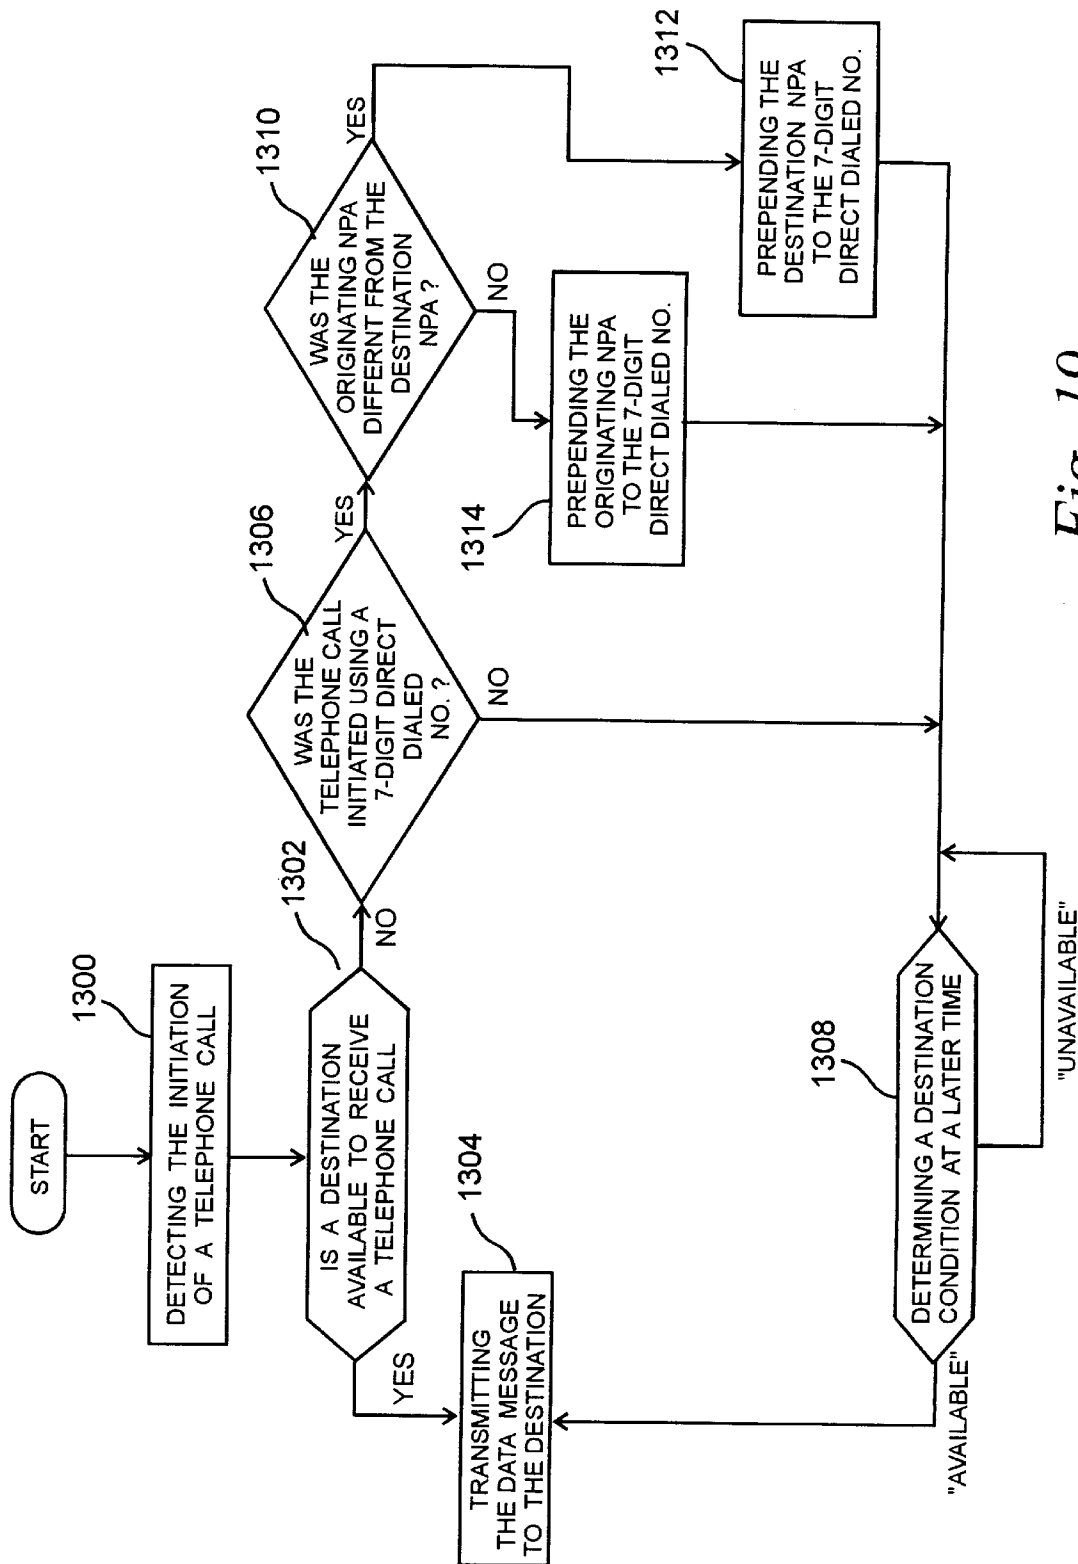 START
1300
DETECTING THE INITIATION
OF A TELEPHONE CALL
1302
IS A DESTINATION
AVAILABLE TO RECEIVE
A TELEPHONE CALL
YES
NO
1304
TRANSMITTING
THE DATA MESSAGE
TO THE DESTINATION
1306
WAS THE
TELEPHONE CALL
INITIATED USING A
7-DIGIT DIRECT
DIALED
NO. ?
YES
NO
1310
WAS THE
ORIGINATING NPA
DIFFERNT FROM THE
DESTINATION
NPA ?
YES
NO
1314
PREPENDING THE
ORIGINATING NPA
TO THE 7-DIGIT
DIRECT DIALED NO.
1312
PREPENDING THE
DESTINATION NPA
TO THE 7-DIGIT
DIRECT DIALED NO.
1308
DETERMINING A DESTINATION
CONDITION AT A LATER TIME
"AVAILABLE"
"UNAVAILABLE"
Fig.